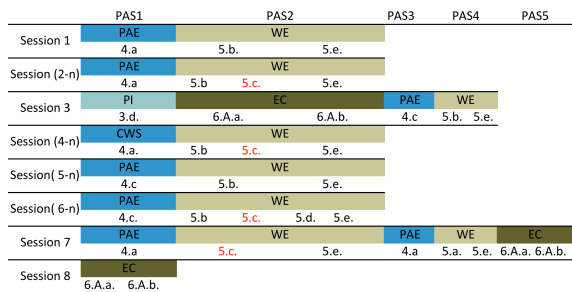 PAS1 PAS2 PAS3 PAS4 PAS5
Session 1 PAE WE
4.a 5.b. 5.e.
Session (2-n) PAE WE
4.a 5.b 5.c. 5.e.
Session 3 PI EC PAE WE
3.d. 6.A.a. 6.A.b. 4.c 5.b. 5.e.
Session (4-n) CWS WE
4.a. 5.b 5.c. 5.e.
Session( 5-n) PAE WE
4.c 5.b. 5.e.
Session( 6-n) PAE WE
4.c. 5.b 5.c. 5.d. 5.e.
Session 7 PAE WE PAE WE EC
4.a 5.c. 5.e. 4.a 5.a. 5.e. 6.A.a. 6.A.b.
Session 8 EC
6.A.a. 6.A.b.